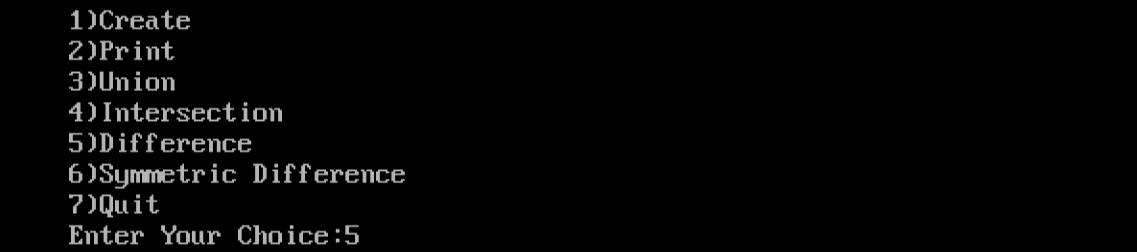 1)Create
2)Print
3)Union
4)Intersection
5)Difference
6)Symmetric Difference
7)Quit
Enter Your Choice:5